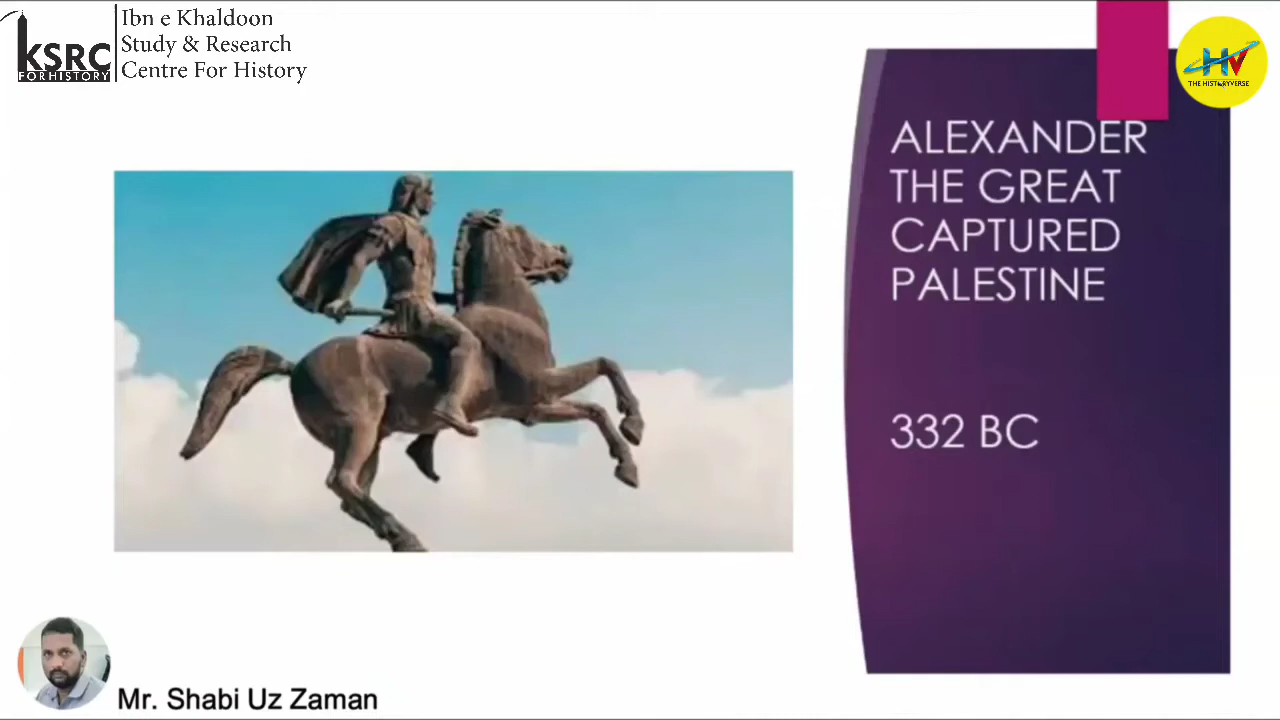 KSRC
FOR HISTORY
Ibn e Khaldoon
Study & Research
Centre For History
HV
THE HISTORYVERSE
ALEXANDER
THE GREAT
CAPTURED
PALESTINE
332 BC
Mr. Shabi Uz Zaman